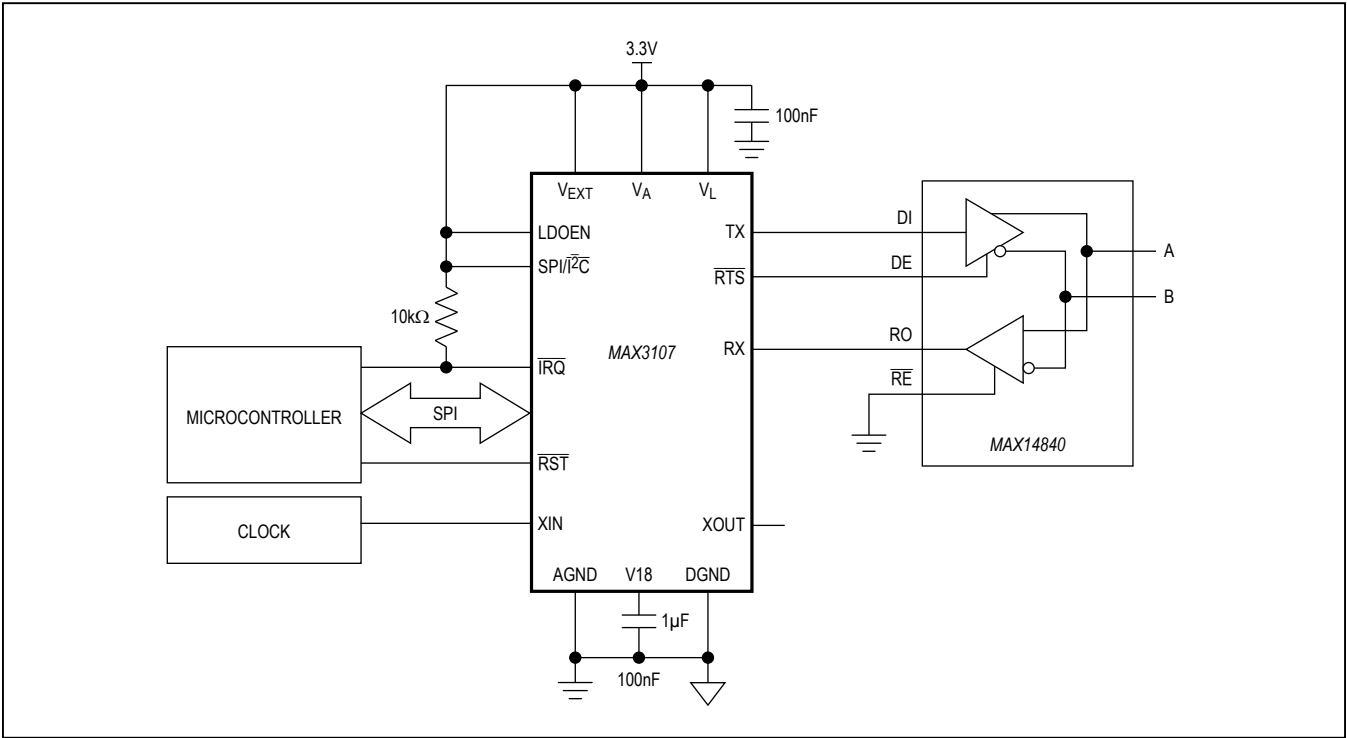 3.3V
100nF
VEXT
VA
VL
LDOEN
SPI/I²C
10kΩ
IRQ
MAX3107
TX
RTS
RX
DI
DE
RO
RE
A
B
MAX14840
MICROCONTROLLER
SPI
RST
CLOCK
XIN
XOUT
AGND
V18
DGND
1µF
100nF